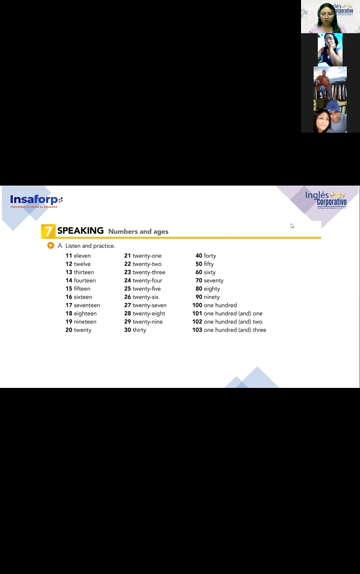 Insaforp
Inglés
Corporativo
7 SPEAKING Numbers and ages
A Listen and practice.
11 eleven 21 twenty-one 40 forty
12 twelve 22 twenty-two 50 fifty
13 thirteen 23 twenty-three 60 sixty
14 fourteen 24 twenty-four 70 seventy
15 fifteen 25 twenty-five 80 eighty
16 sixteen 26 twenty-six 90 ninety
17 seventeen 27 twenty-seven 100 one hundred
18 eighteen 28 twenty-eight 101 one hundred (and) one
19 nineteen 29 twenty-nine 102 one hundred (and) two
20 twenty 30 thirty 103 one hundred (and) three